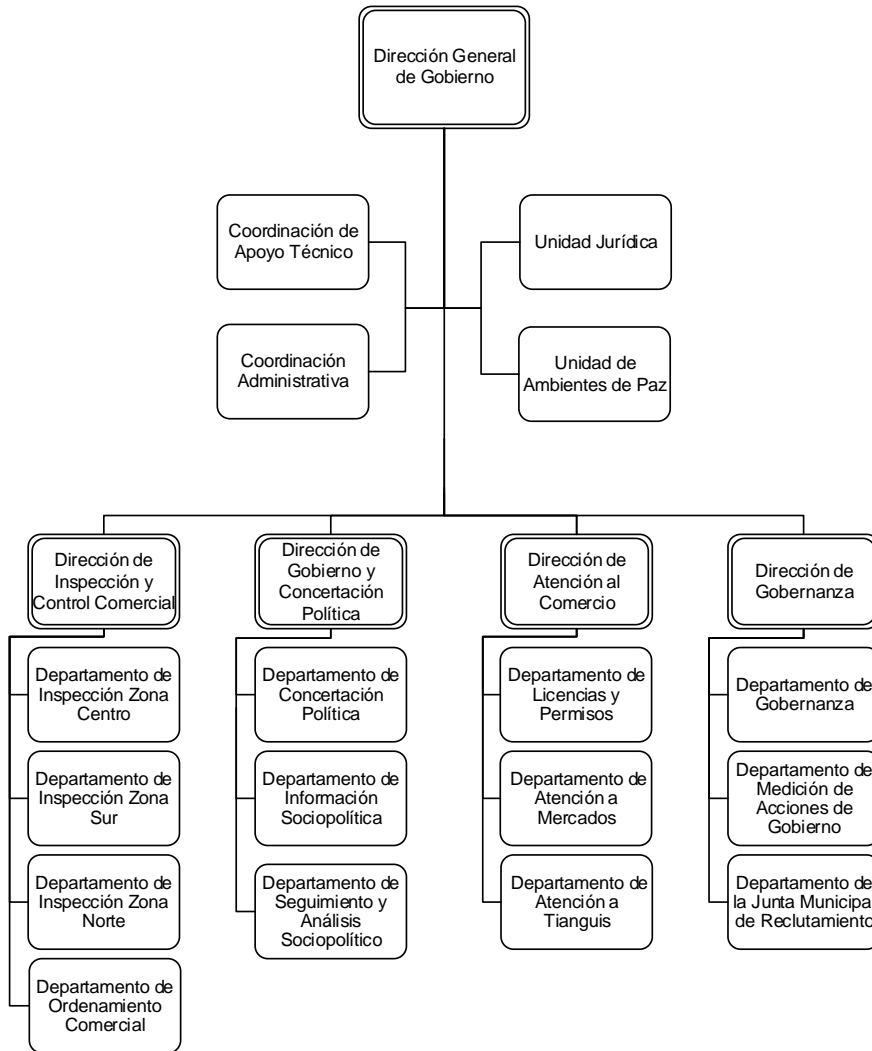 Dirección General
de Gobierno
Coordinación de
Apoyo Técnico
Unidad Jurídica
Coordinación
Administrativa
Unidad de
Ambientes de Paz
Dirección de
Inspección y
Control Comercial
Dirección de
Gobierno y
Concertación
Política
Dirección de
Atención al
Comercio
Dirección de
Gobernanza
Departamento de
Inspección Zona
Centro
Departamento de
Concertación
Política
Departamento de
Licencias y
Permisos
Departamento de
Gobernanza
Departamento de
Inspección Zona
Sur
Departamento de
Información
Sociopolítica
Departamento de
Atención a
Mercados
Departamento de
Medición de
Acciones de
Gobierno
Departamento de
Inspección Zona
Norte
Departamento de
Seguimiento y
Análisis
Sociopolítico
Departamento de
Atención a
Tianguis
Departamento de
la Junta Municipal
de Reclutamiento
Departamento de
Ordenamiento
Comercial